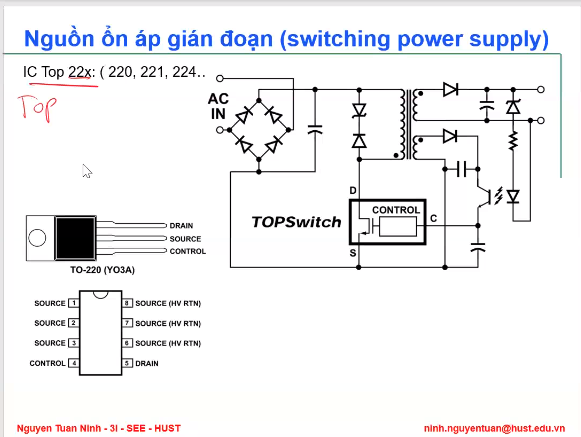 Nguồn ổn áp gián đoạn (switching power supply)
IC Top 22x: ( 220, 221, 224..
Top
AC
IN
D
CONTROL
TOPSwitch
C
S
DRAIN
SOURCE
CONTROL
TO-220 (YO3A)
SOURCE 1 8 SOURCE (HV RTN)
SOURCE 2 7 SOURCE (HV RTN)
SOURCE 3 6 SOURCE (HV RTN)
CONTROL 4 5 DRAIN
Nguyen Tuan Ninh - 3I - SEE - HUST
ninh.nguyentuan@hust.edu.vn